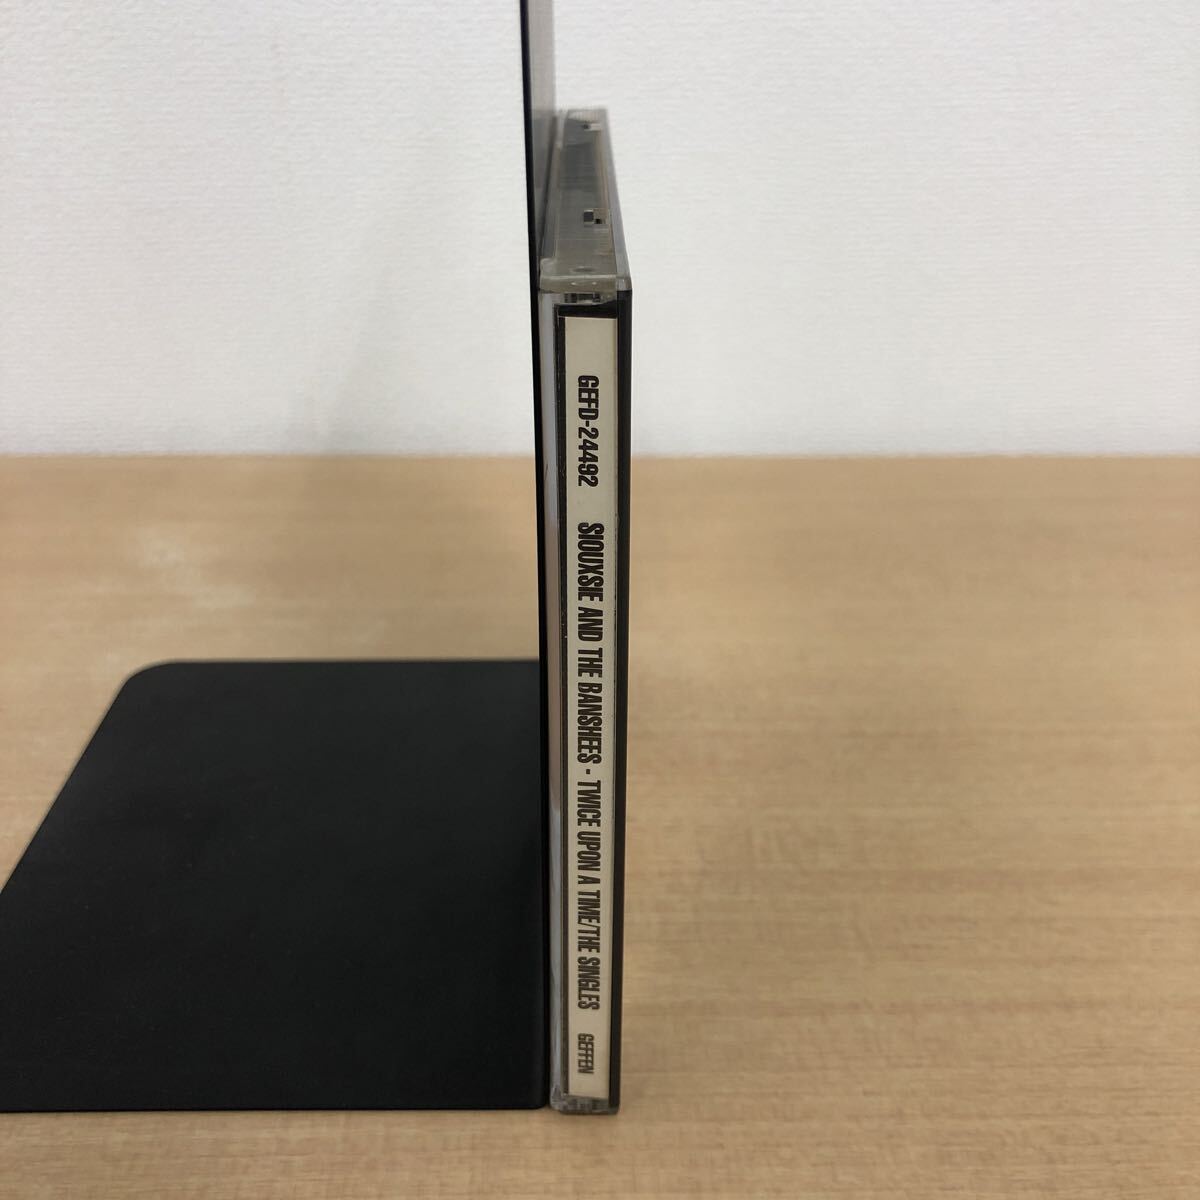 GEFD-24492 SIOUXSIE AND THE BANSHEES - TWICE UPON A TIME/THE SINGLES GEFFEN